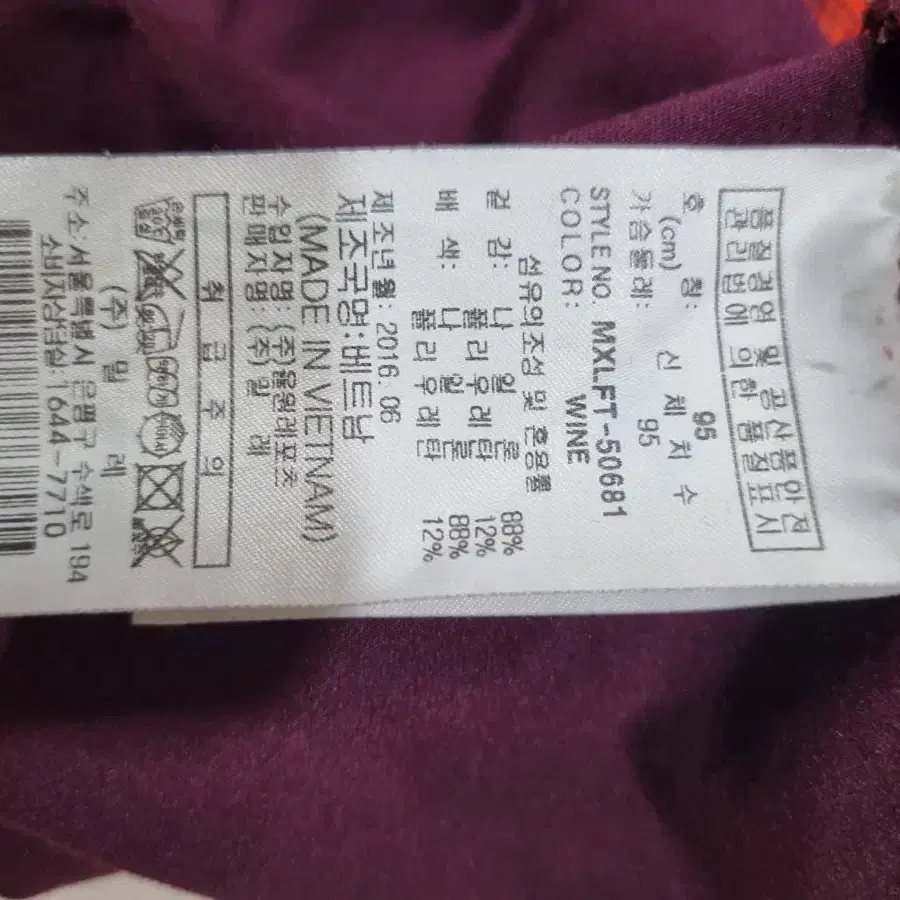 품질경영 및 공산품안전
관리법에 의한 품질표시
호 칭: 95
(cm) 신 체 치 수
가슴둘레: 95
STYLE NO. MXLFT-50681
COLOR: WINE
섬유의조성 및 혼용률
겉 감: 나 일 론 88%
폴리우레탄 12%
배 색: 나 일 론 88%
폴리우레탄 12%
제 조년월: 2016.06
제조국명:베트남
(MADE IN VIETNAM)
수입자명: (주)올원리포츠
판매자명: (주)밀 레
취 급 주 의
(주) 밀 레
주소:서울특별시 은평구 수색로 194
소비자상담실 1644-7710